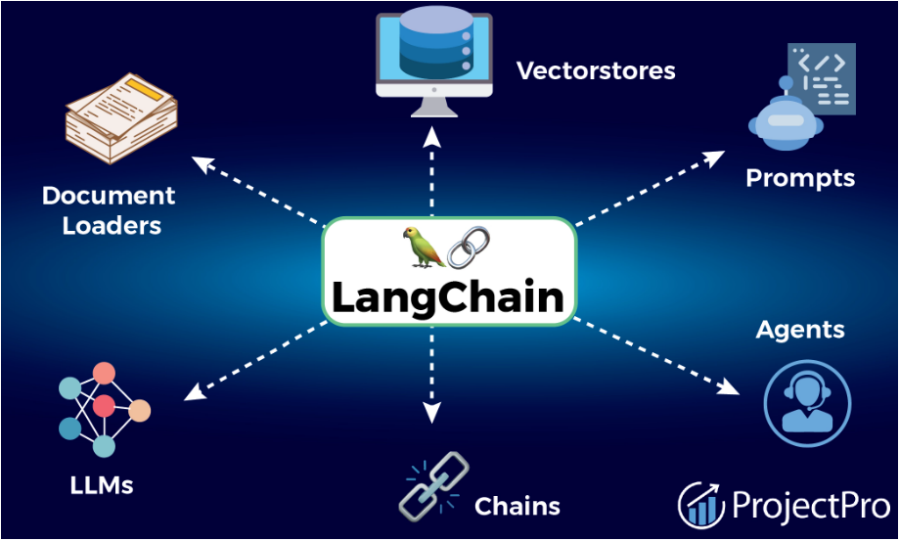 Vectorstores
Prompts
Document
Loaders
LangChain
Agents
LLMs
Chains
ProjectPro